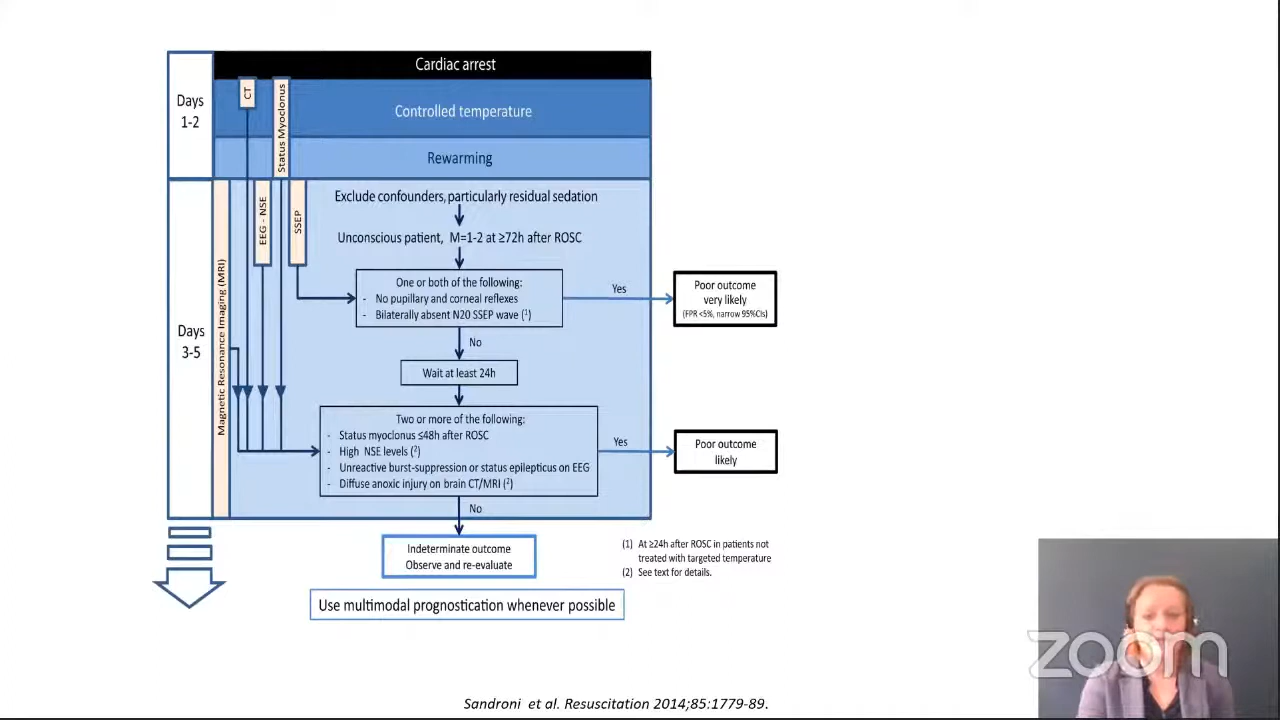 Cardiac arrest
Days
1-2
CT
Status Myoclonus
Controlled temperature
Rewarming
Days
3-5
Magnetic Resonance Imaging (MRI)
EEG - NSE
SSEP
Exclude confounders, particularly residual sedation
Unconscious patient, M=1-2 at ≥72h after ROSC
One or both of the following:
- No pupillary and corneal reflexes
- Bilaterally absent N20 SSEP wave (1)
Yes
Poor outcome
very likely
(FPR <5%, narrow 95%CIs)
No
Wait at least 24h
Two or more of the following:
- Status myoclonus ≤48h after ROSC
- High NSE levels (2)
- Unreactive burst-suppression or status epilepticus on EEG
- Diffuse anoxic injury on brain CT/MRI (2)
Yes
Poor outcome
likely
No
Indeterminate outcome
Observe and re-evaluate
(1) At ≥24h after ROSC in patients not
treated with targeted temperature
(2) See text for details.
Use multimodal prognostication whenever possible
zoom
Sandroni et al. Resuscitation 2014;85:1779-89.